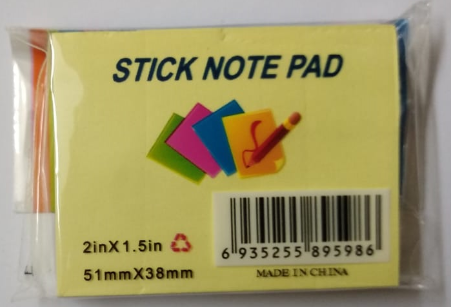 STICK NOTE PAD
2inX1.5in
51mmX38mm
6 935255 895986
MADE IN CHINA